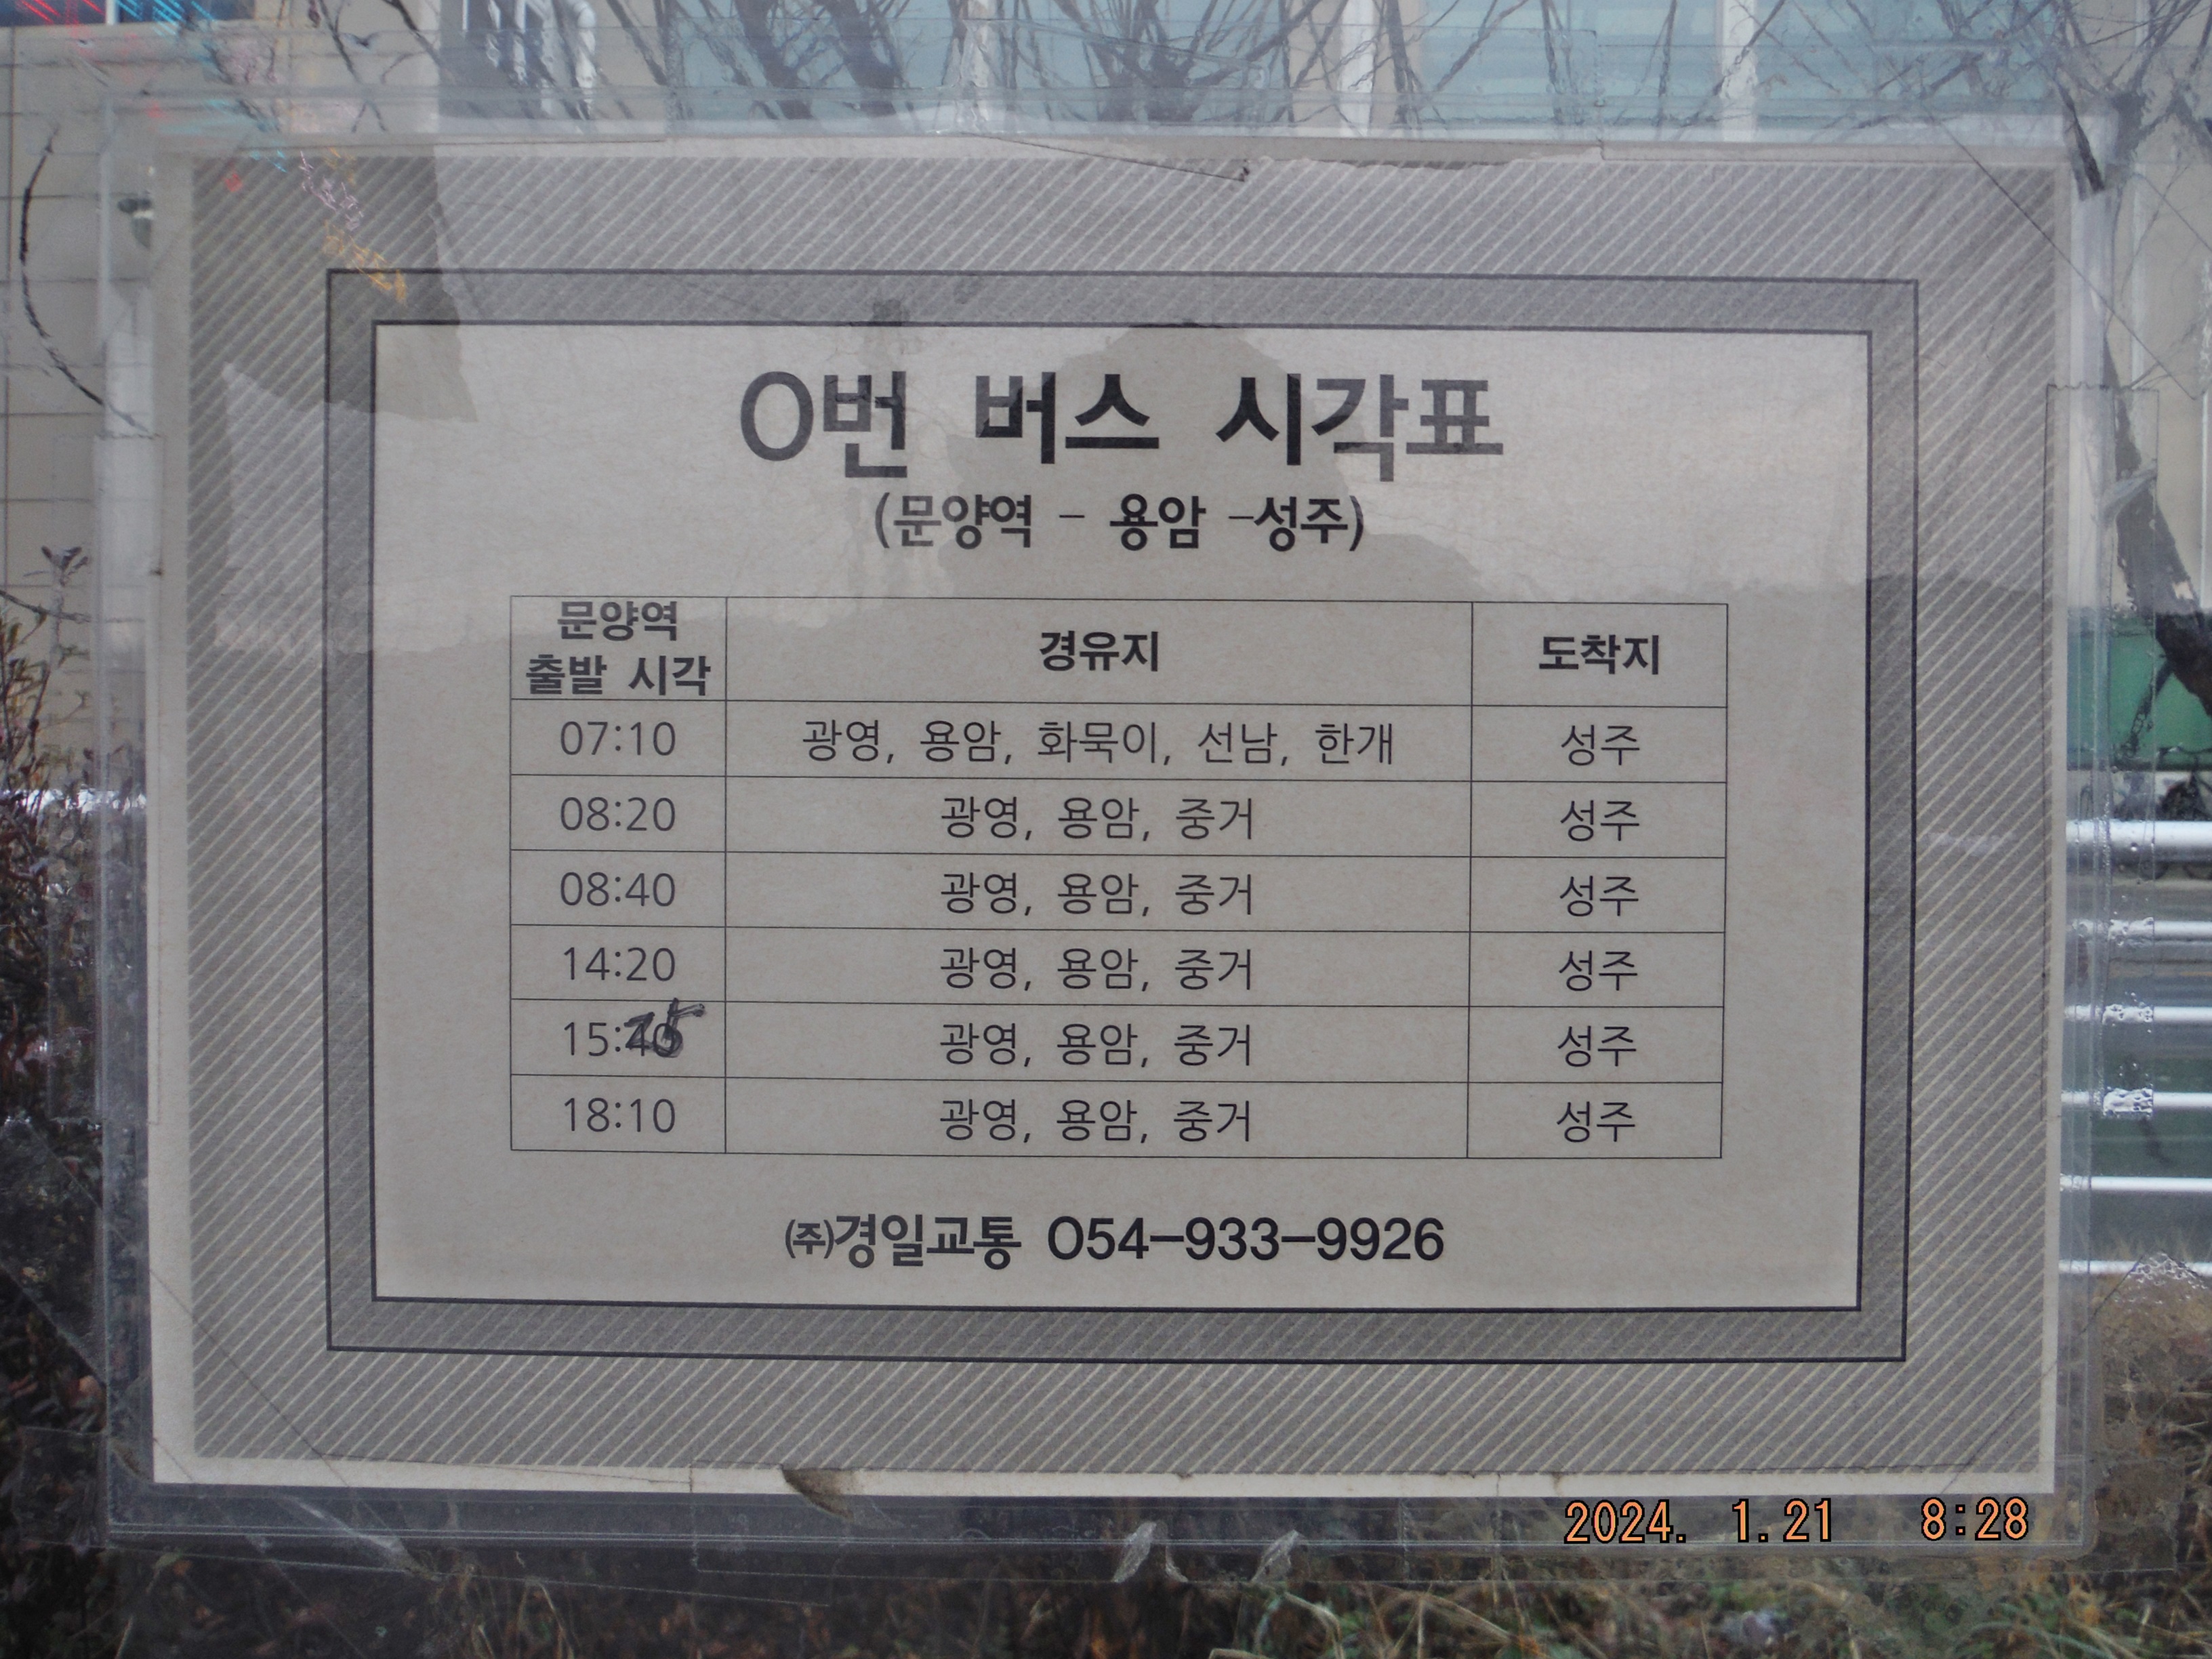 0번 버스 시각표
(문양역 - 용암 -성주)
문양역 출발 시각 경유지 도착지
07:10 광영, 용암, 화묵이, 선남, 한개 성주
08:20 광영, 용암, 중거 성주
08:40 광영, 용암, 중거 성주
14:20 광영, 용암, 중거 성주
15: 광영, 용암, 중거 성주
18:10 광영, 용암, 중거 성주
㈜경일교통 054-933-9926
2024. 1.21 8:28